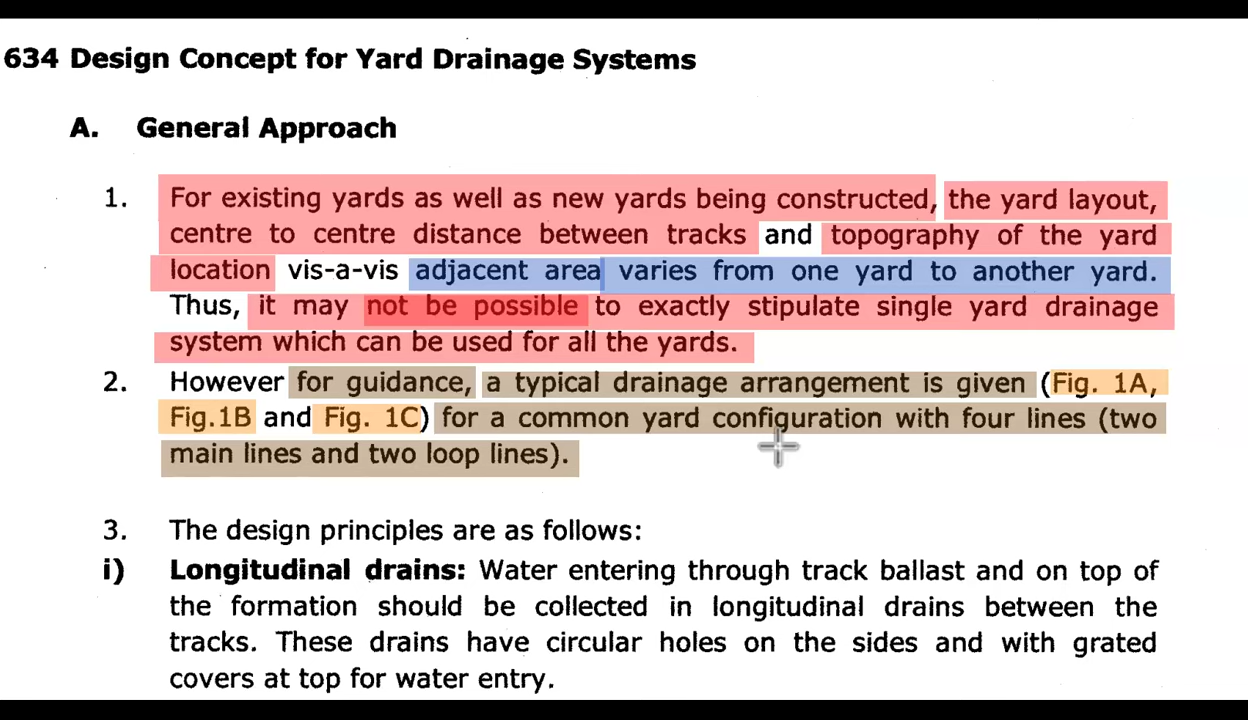 634 Design Concept for Yard Drainage Systems
A. General Approach
1. For existing yards as well as new yards being constructed, the yard layout,
centre to centre distance between tracks and topography of the yard
location vis-a-vis adjacent area varies from one yard to another yard.
Thus, it may not be possible to exactly stipulate single yard drainage
system which can be used for all the yards.
2. However for guidance, a typical drainage arrangement is given (Fig. 1A,
Fig.1B and Fig. 1C) for a common yard configuration with four lines (two
main lines and two loop lines).
3. The design principles are as follows:
i) Longitudinal drains: Water entering through track ballast and on top of
the formation should be collected in longitudinal drains between the
tracks. These drains have circular holes on the sides and with grated
covers at top for water entry.